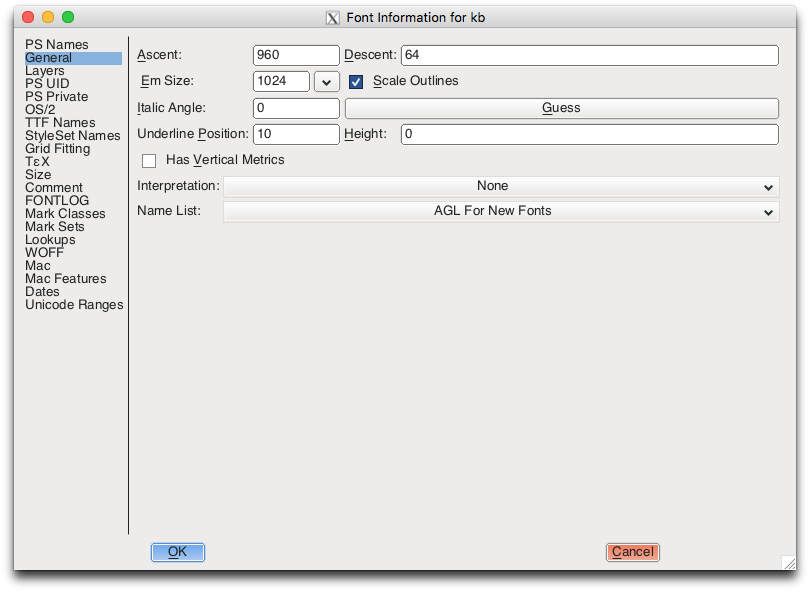 Font Information for kb
PS Names
General
Layers
PS UID
PS Private
OS/2
TTF Names
StyleSet Names
Grid Fitting
TεX
Size
Comment
FONTLOG
Mark Classes
Mark Sets
Lookups
WOFF
Mac
Mac Features
Dates
Unicode Ranges
Ascent: 960 Descent: 64
Em Size: 1024 Scale Outlines
Italic Angle: 0 Guess
Underline Position: 10 Height: 0
Has Vertical Metrics
Interpretation: None
Name List: AGL For New Fonts
OK Cancel